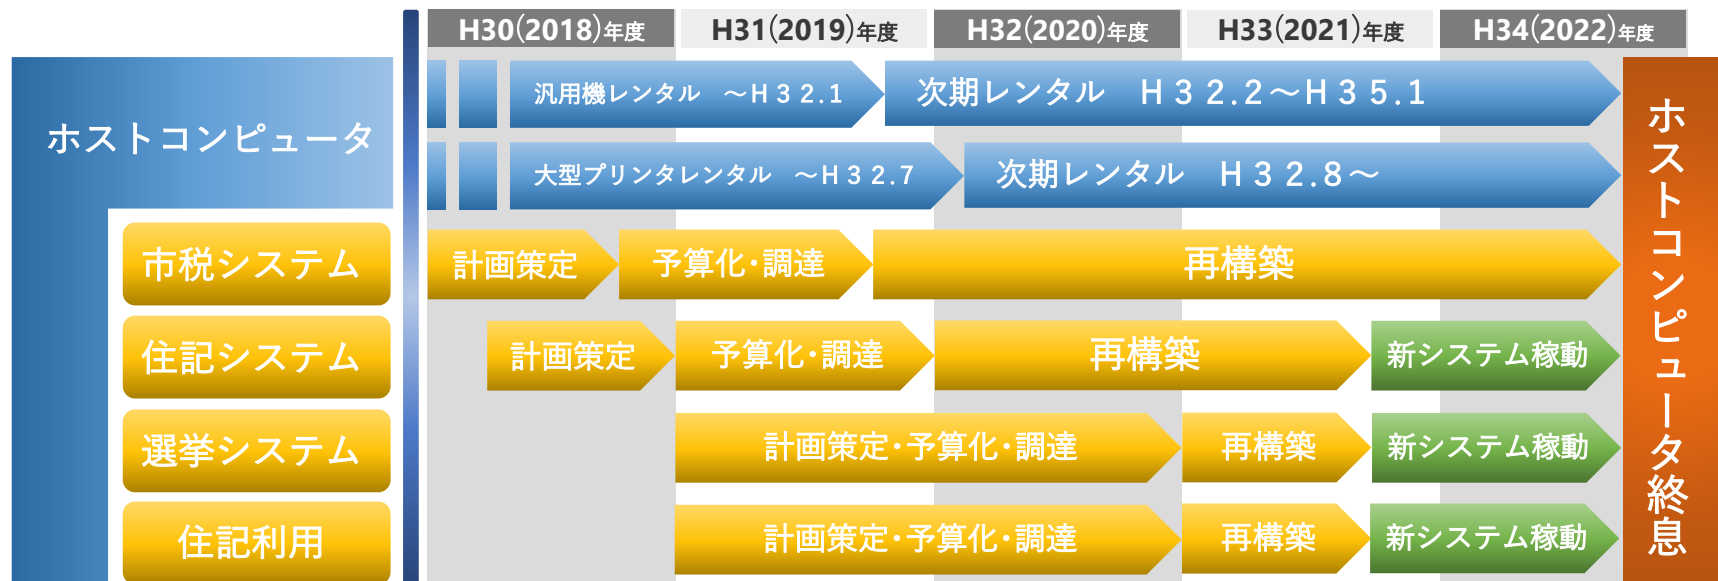 H30(2018)年度
H31(2019)年度
H32(2020)年度
H33(2021)年度
H34(2022)年度
ホストコンピュータ
汎用機レンタル　～Ｈ３２.１
次期レンタル　Ｈ３２.２～Ｈ３５.１
大型プリンタレンタル　～Ｈ３２.７
次期レンタル　Ｈ３２.８～
市税システム
計画策定
予算化･調達
再構築
住記システム
計画策定
予算化･調達
再構築
新システム稼動
選挙システム
計画策定･予算化･調達
再構築
新システム稼動
住記利用
計画策定･予算化･調達
再構築
新システム稼動
ホストコンピュータ終息